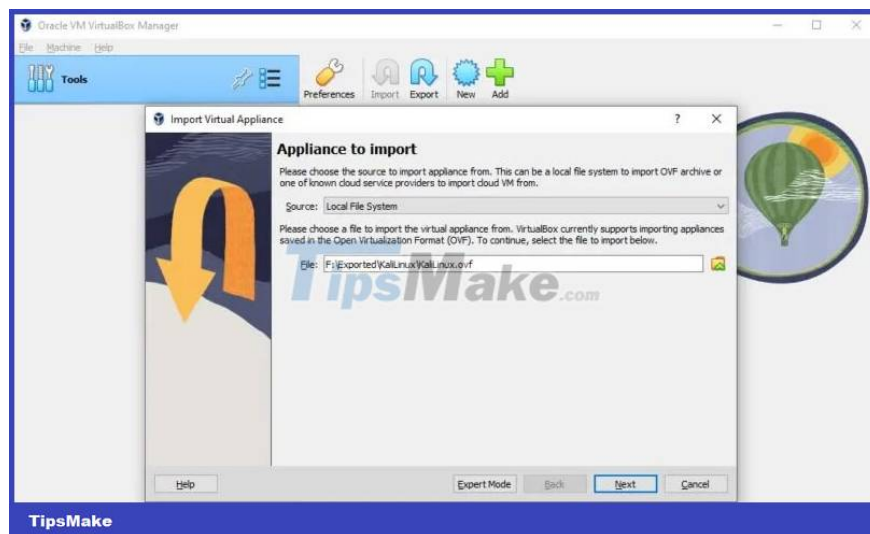 Oracle VM VirtualBox Manager
File Machine Help
Tools
Preferences Import Export New Add
Import Virtual Appliance ?
Appliance to import
Please choose the source to import appliance from. This can be a local file system to import OVF archive or
one of known cloud service providers to import cloud VM from.
Source: Local File System
Please choose a file to import the virtual appliance from. VirtualBox currently supports importing appliances
saved in the Open Virtualization Format (OVF). To continue, select the file to import below.
File: F:\Exported\KaliLinux\KaliLinux.ovf
TipsMake.com
Help Expert Mode Back Next Cancel
TipsMake